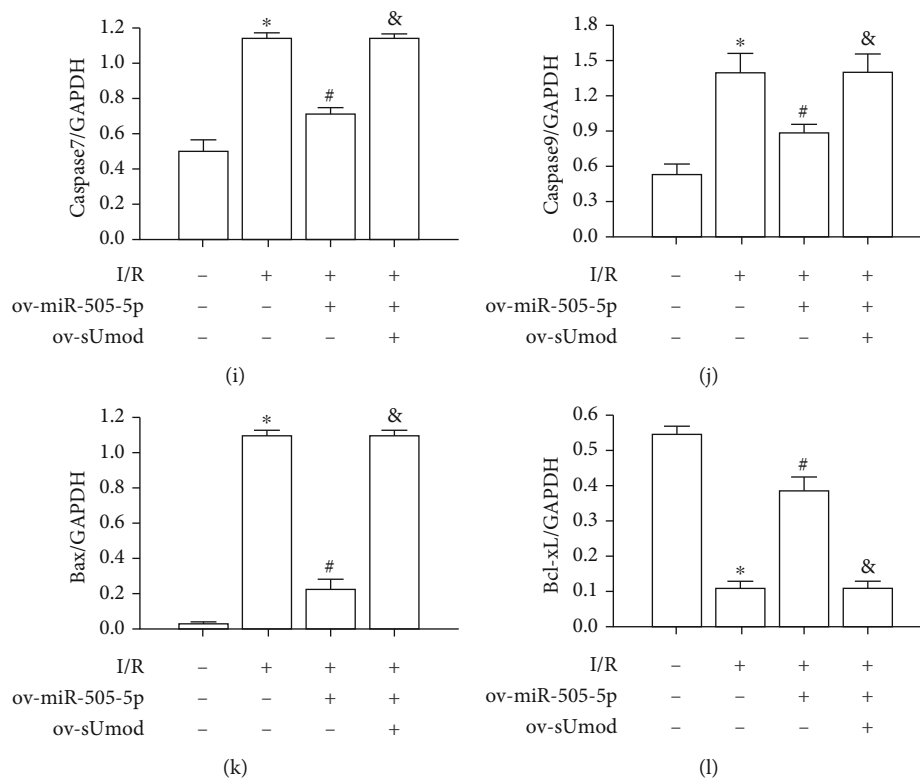 1.2
1.0
0.8
0.6
0.4
0.2
0.0
Caspase7/GAPDH
* # &
I/R – + + +
ov-miR-505-5p – – + +
ov-sUmod – – – +
(i)
1.8
1.5
1.2
0.9
0.6
0.3
0.0
Caspase9/GAPDH
* # &
I/R – + + +
ov-miR-505-5p – – + +
ov-sUmod – – – +
(j)
1.2
1.0
0.8
0.6
0.4
0.2
0.0
Bax/GAPDH
* # &
I/R – + + +
ov-miR-505-5p – – + +
ov-sUmod – – – +
(k)
0.6
0.5
0.4
0.3
0.2
0.1
0.0
Bcl-xL/GAPDH
* # &
I/R – + + +
ov-miR-505-5p – – + +
ov-sUmod – – – +
(l)